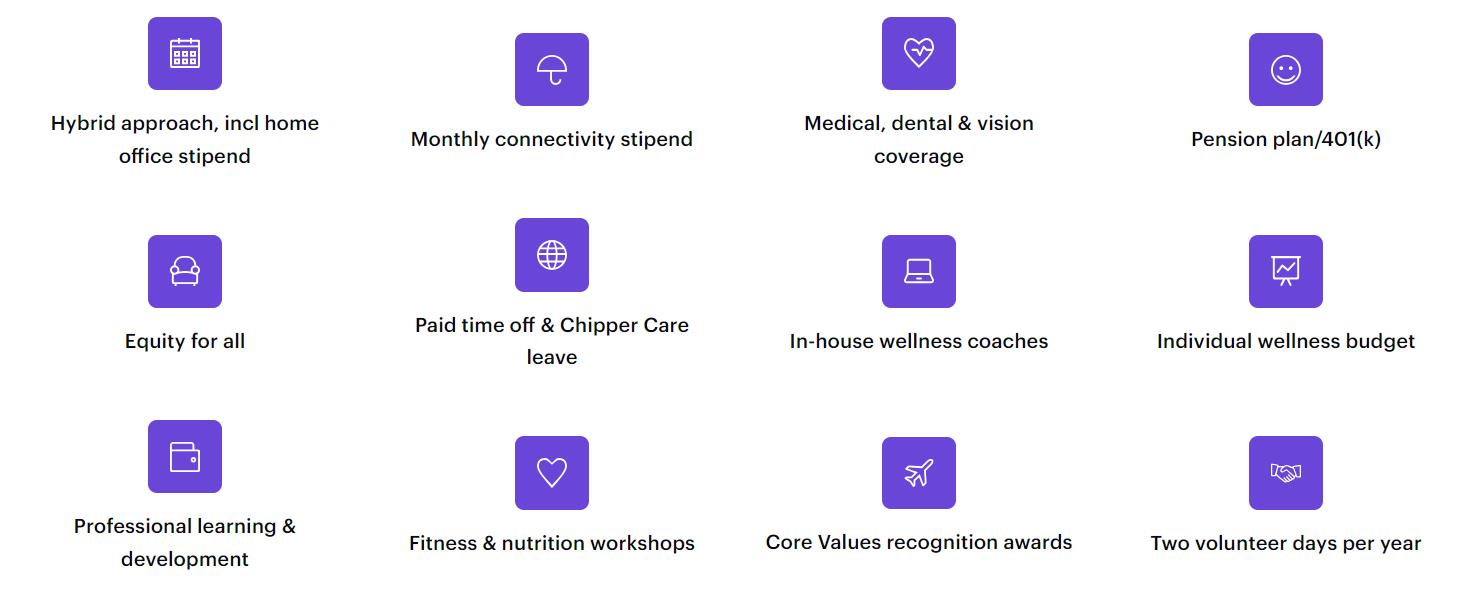 Hybrid approach, incl home
office stipend
Monthly connectivity stipend
Medical, dental & vision
coverage
Pension plan/401(k)
Equity for all
Paid time off & Chipper Care
leave
In-house wellness coaches
Individual wellness budget
Professional learning &
development
Fitness & nutrition workshops
Core Values recognition awards
Two volunteer days per year